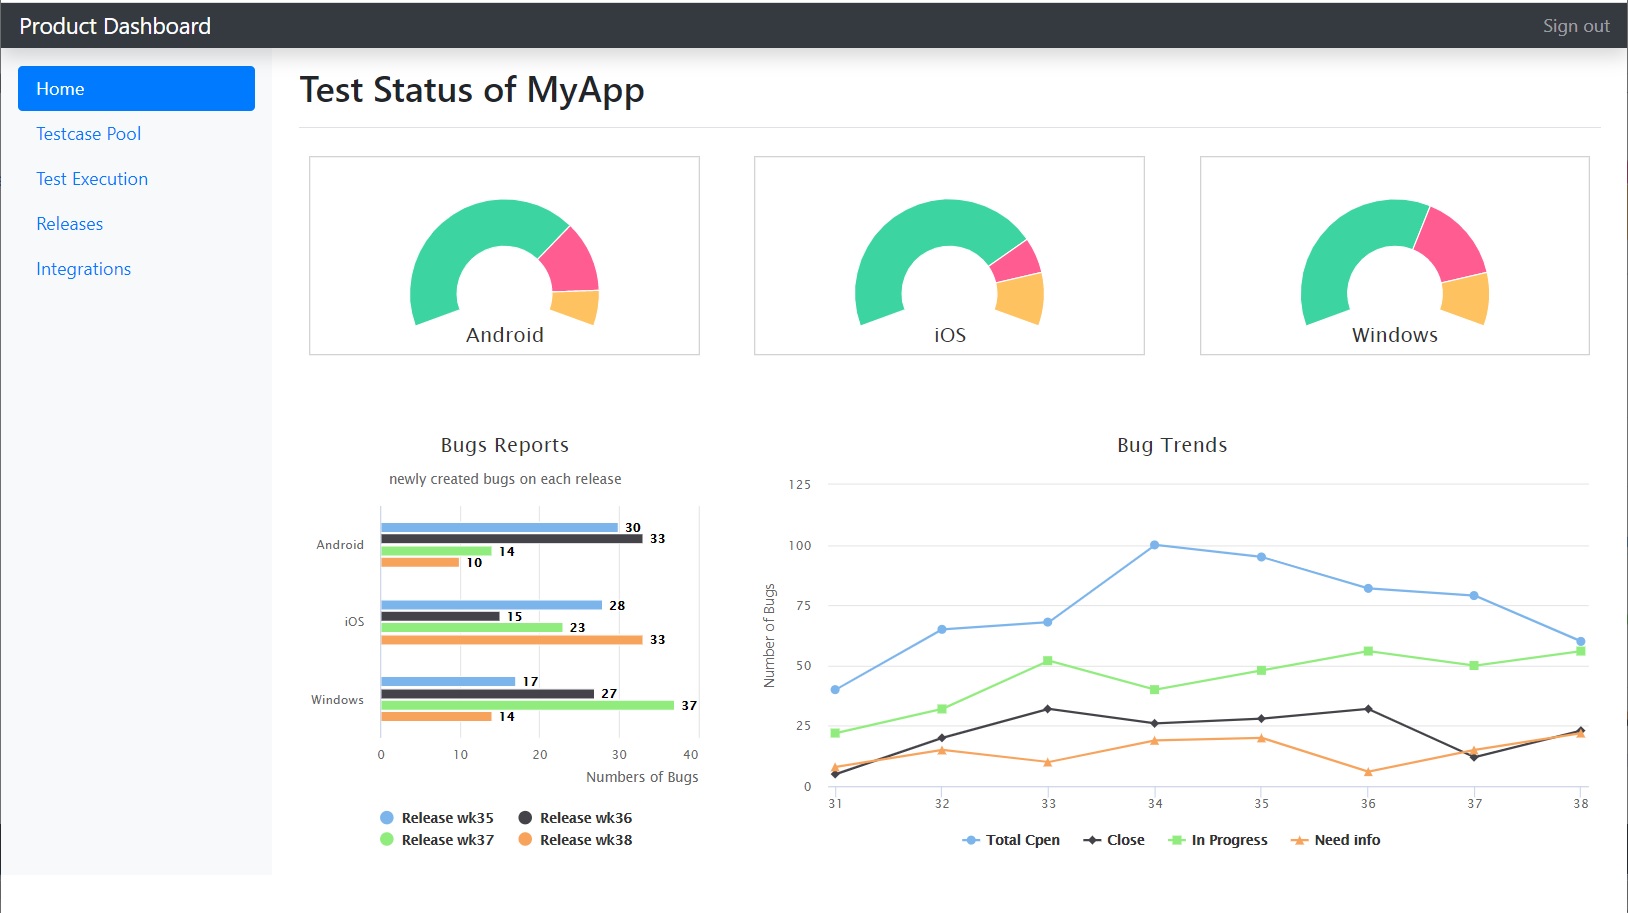 Product Dashboard
Sign out
Home
Testcase Pool
Test Execution
Releases
Integrations
Test Status of MyApp
Android
iOS
Windows
Bugs Reports
newly created bugs on each release
Android
30
33
14
10
iOS
28
15
23
33
Windows
17
27
37
14
0 10 20 30 40
Numbers of Bugs
Release wk35 Release wk36
Release wk37 Release wk38
Bug Trends
Number of Bugs
125
100
75
50
25
0
31 32 33 34 35 36 37 38
Total Cpen Close In Progress Need info